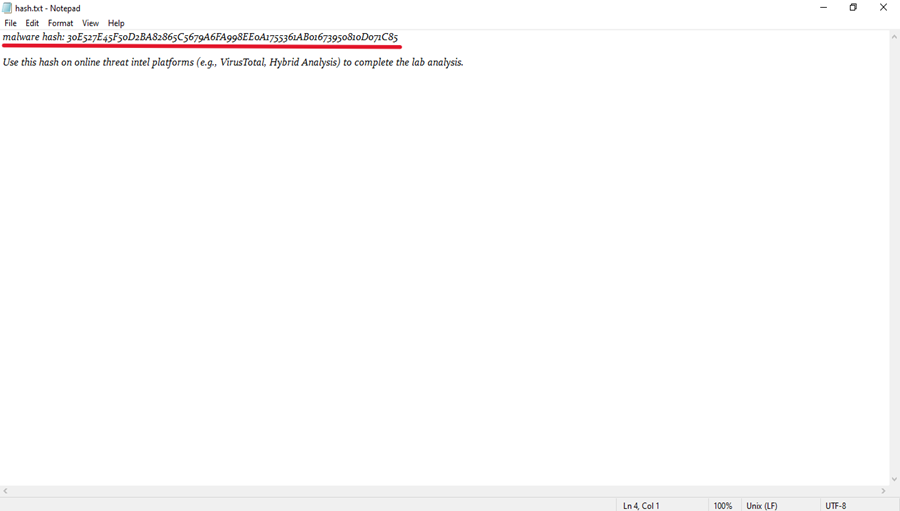 hash.txt - Notepad
File Edit Format View Help
malware hash: 30E527E45F50D2BA82865C5679A6FA998EE0A1755361AB01673950810D071C85
Use this hash on online threat intel platforms (e.g., VirusTotal, Hybrid Analysis) to complete the lab analysis.
Ln 4, Col 1 100% Unix (LF) UTF-8